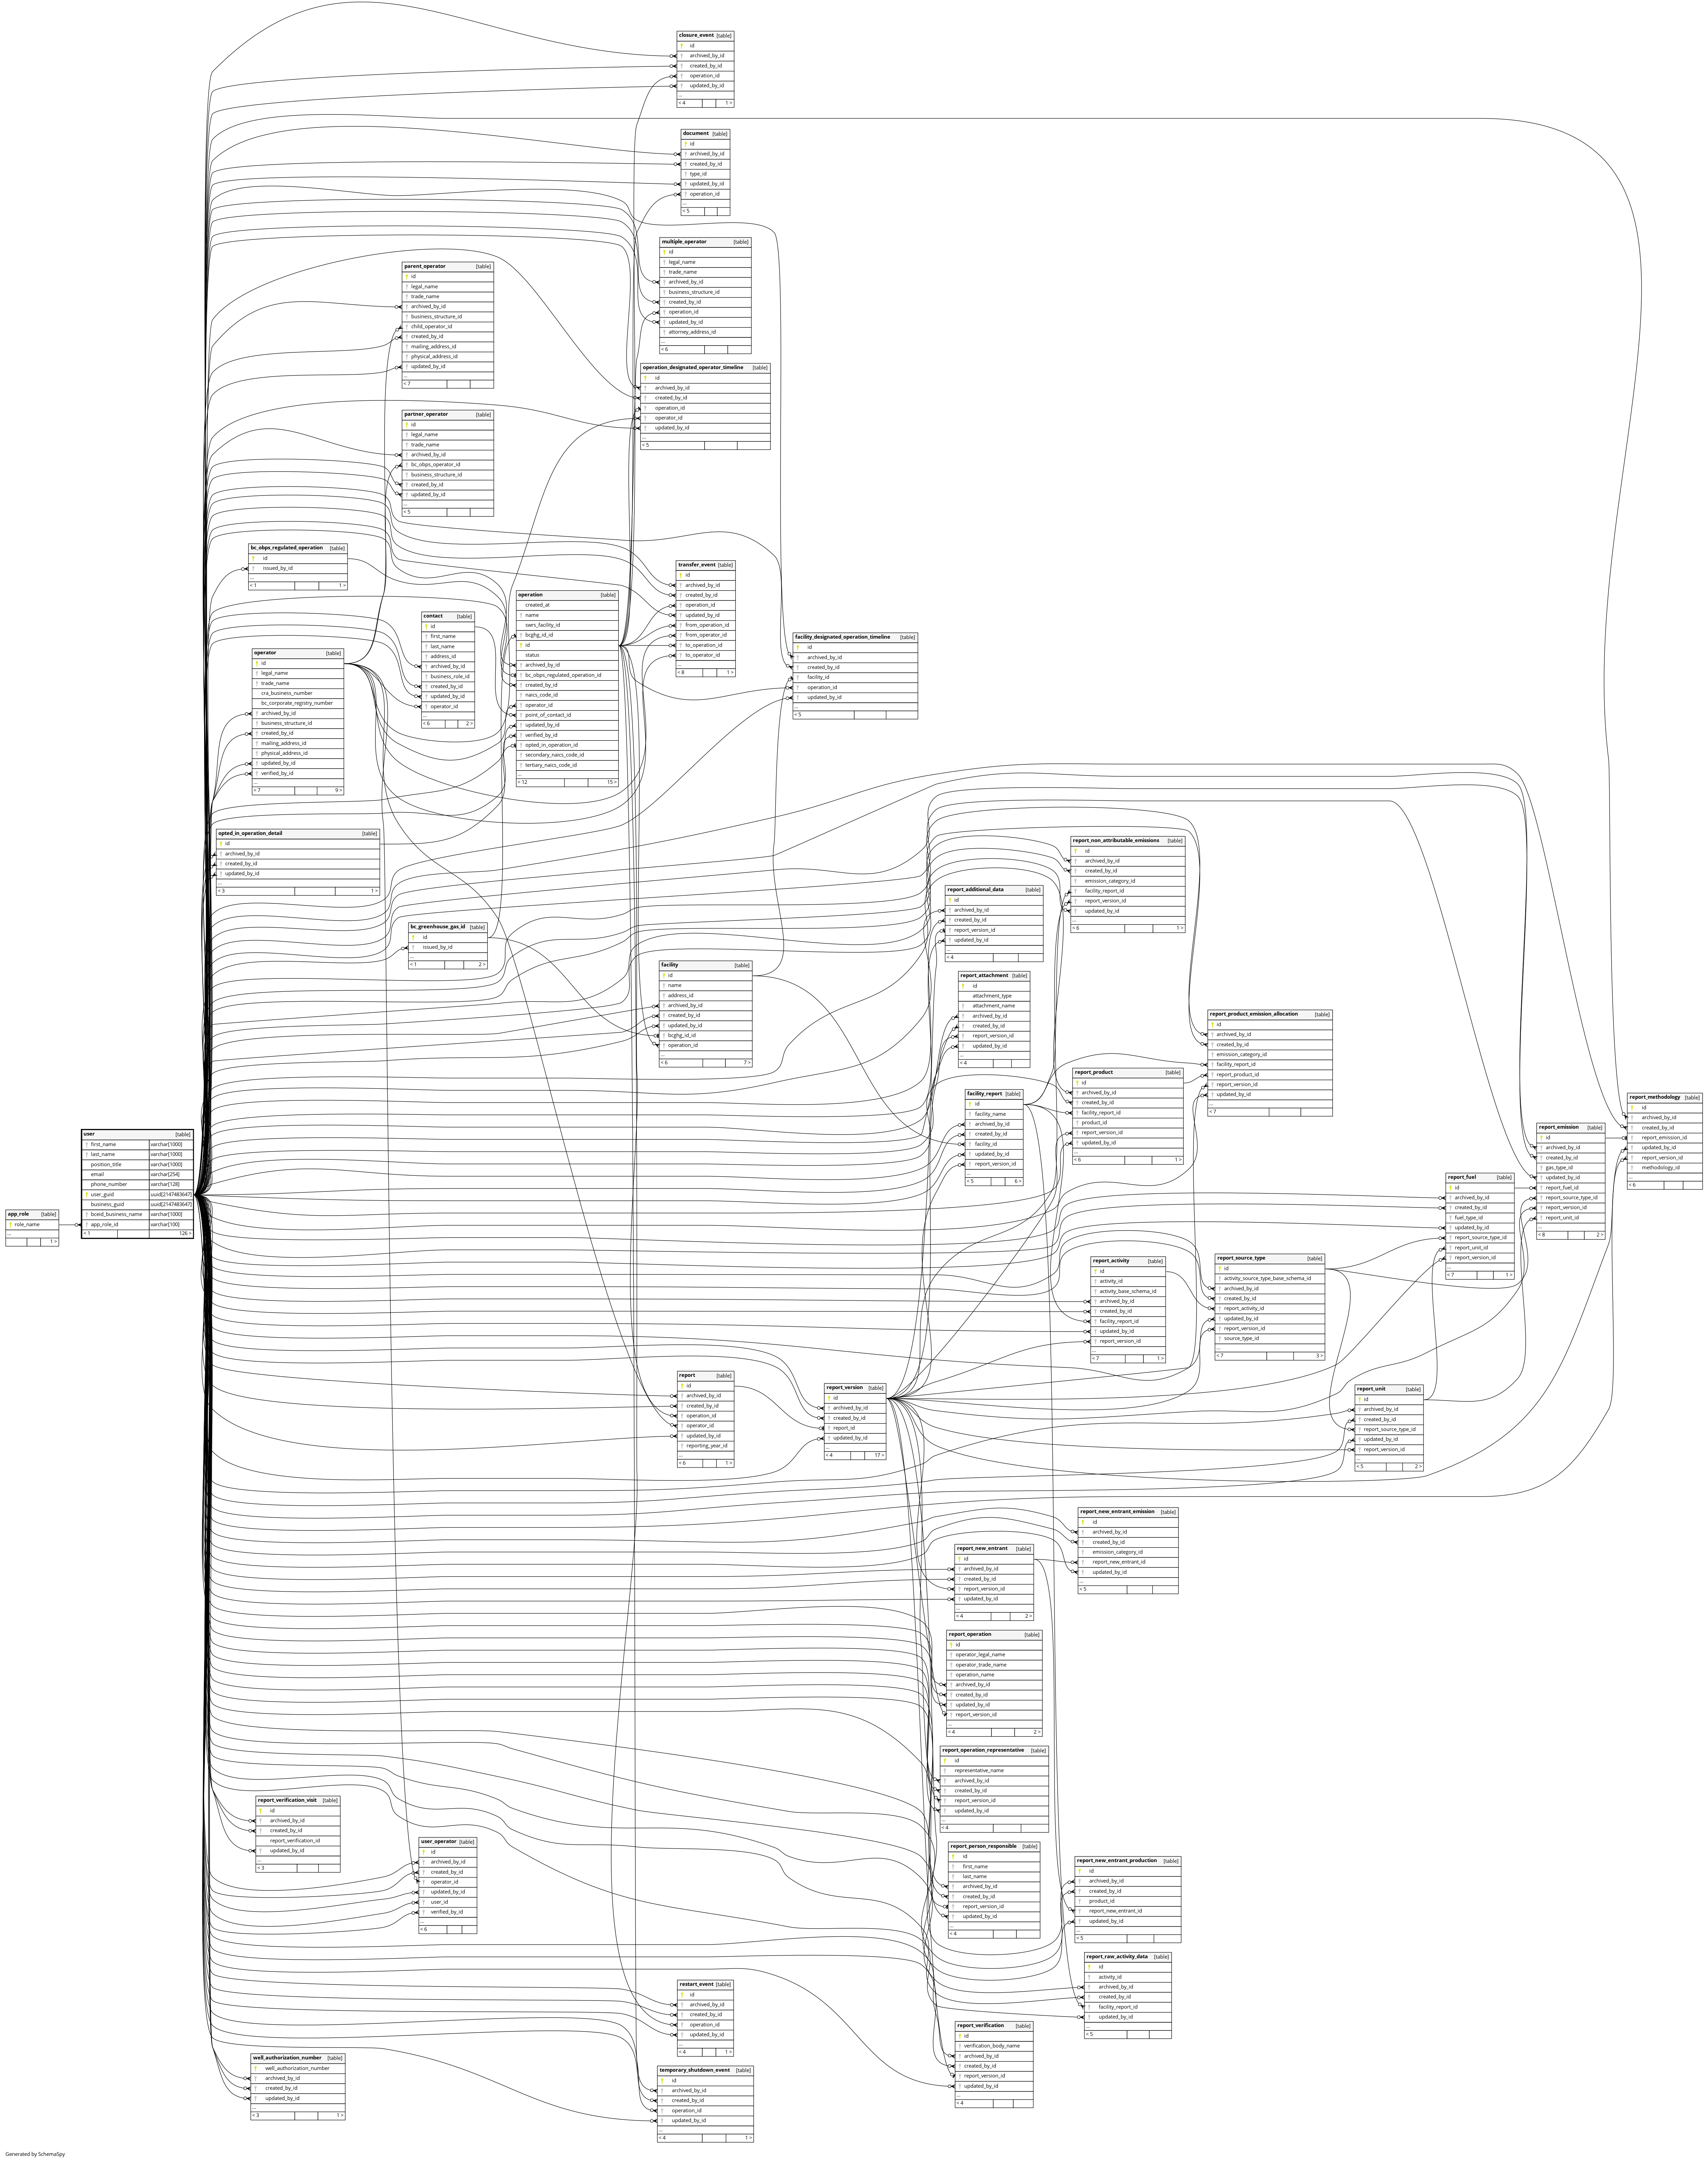 closure_event [table]
id
archived_by_id
created_by_id
operation_id
updated_by_id
...
< 4 1 >
document [table]
id
archived_by_id
created_by_id
type_id
updated_by_id
operation_id
...
< 5
multiple_operator [table]
id
legal_name
trade_name
archived_by_id
business_structure_id
created_by_id
operation_id
updated_by_id
attorney_address_id
...
< 6
parent_operator [table]
id
legal_name
trade_name
archived_by_id
business_structure_id
child_operator_id
created_by_id
mailing_address_id
physical_address_id
updated_by_id
...
< 7
operation_designated_operator_timeline [table]
id
archived_by_id
created_by_id
operation_id
operator_id
updated_by_id
...
< 5
partner_operator [table]
id
legal_name
trade_name
archived_by_id
bc_obps_operator_id
business_structure_id
created_by_id
updated_by_id
...
< 5
bc_obps_regulated_operation [table]
id
issued_by_id
...
< 1 1 >
transfer_event [table]
id
archived_by_id
created_by_id
operation_id
updated_by_id
from_operation_id
from_operator_id
to_operation_id
to_operator_id
...
< 8 1 >
operation [table]
created_at
name
swrs_facility_id
bcghg_id_id
id
status
archived_by_id
bc_obps_regulated_operation_id
created_by_id
naics_code_id
operator_id
point_of_contact_id
updated_by_id
verified_by_id
opted_in_operation_id
secondary_naics_code_id
tertiary_naics_code_id
...
< 12 15 >
contact [table]
id
first_name
last_name
address_id
archived_by_id
business_role_id
created_by_id
updated_by_id
operator_id
...
< 6 2 >
facility_designated_operation_timeline [table]
id
archived_by_id
created_by_id
facility_id
operation_id
updated_by_id
...
< 5
operator [table]
id
legal_name
trade_name
cra_business_number
bc_corporate_registry_number
archived_by_id
business_structure_id
created_by_id
mailing_address_id
physical_address_id
updated_by_id
verified_by_id
...
< 7 9 >
opted_in_operation_detail [table]
id
archived_by_id
created_by_id
updated_by_id
...
< 3 1 >
report_non_attributable_emissions [table]
id
archived_by_id
created_by_id
emission_category_id
facility_report_id
report_version_id
updated_by_id
...
< 6 1 >
report_additional_data [table]
id
archived_by_id
created_by_id
report_version_id
updated_by_id
...
< 4
bc_greenhouse_gas_id [table]
id
issued_by_id
...
< 1 2 >
facility [table]
id
name
address_id
archived_by_id
created_by_id
updated_by_id
bcghg_id_id
operation_id
...
< 6 7 >
report_attachment [table]
id
attachment_type
attachment_name
archived_by_id
created_by_id
report_version_id
updated_by_id
...
< 4
report_product_emission_allocation [table]
id
archived_by_id
created_by_id
emission_category_id
facility_report_id
report_product_id
report_version_id
updated_by_id
...
< 7
report_product [table]
id
archived_by_id
created_by_id
facility_report_id
product_id
report_version_id
updated_by_id
...
< 6 1 >
facility_report [table]
id
facility_name
archived_by_id
created_by_id
facility_id
updated_by_id
report_version_id
...
< 5 6 >
report_methodology [table]
id
archived_by_id
created_by_id
report_emission_id
updated_by_id
report_version_id
methodology_id
...
< 6
report_emission [table]
id
archived_by_id
created_by_id
gas_type_id
updated_by_id
report_fuel_id
report_source_type_id
report_version_id
report_unit_id
...
< 8 2 >
user [table]
first_name varchar[1000]
last_name varchar[1000]
position_title varchar[1000]
email varchar[254]
phone_number varchar[128]
user_guid uuid[2147483647]
business_guid uuid[2147483647]
bceid_business_name varchar[1000]
app_role_id varchar[100]
< 1 126 >
app_role [table]
role_name
...
1 >
report_fuel [table]
id
archived_by_id
created_by_id
fuel_type_id
updated_by_id
report_source_type_id
report_unit_id
report_version_id
...
< 7 1 >
report_source_type [table]
id
activity_source_type_base_schema_id
archived_by_id
created_by_id
report_activity_id
updated_by_id
report_version_id
source_type_id
...
< 7 3 >
report_activity [table]
id
activity_id
activity_base_schema_id
archived_by_id
created_by_id
facility_report_id
updated_by_id
report_version_id
...
< 7 1 >
report [table]
id
archived_by_id
created_by_id
operation_id
operator_id
updated_by_id
reporting_year_id
...
< 6 1 >
report_version [table]
id
archived_by_id
created_by_id
report_id
updated_by_id
...
< 4 17 >
report_unit [table]
id
archived_by_id
created_by_id
report_source_type_id
updated_by_id
report_version_id
...
< 5 2 >
report_new_entrant_emission [table]
id
archived_by_id
created_by_id
emission_category_id
report_new_entrant_id
updated_by_id
...
< 5
report_new_entrant [table]
id
archived_by_id
created_by_id
report_version_id
updated_by_id
...
< 4 2 >
report_operation [table]
id
operator_legal_name
operator_trade_name
operation_name
archived_by_id
created_by_id
updated_by_id
report_version_id
...
< 4 2 >
report_operation_representative [table]
id
representative_name
archived_by_id
created_by_id
report_version_id
updated_by_id
...
< 4
report_verification_visit [table]
id
archived_by_id
created_by_id
report_verification_id
updated_by_id
...
< 3
user_operator [table]
id
archived_by_id
created_by_id
operator_id
updated_by_id
user_id
verified_by_id
...
< 6
report_person_responsible [table]
id
first_name
last_name
archived_by_id
created_by_id
report_version_id
updated_by_id
...
< 4
report_new_entrant_production [table]
id
archived_by_id
created_by_id
product_id
report_new_entrant_id
updated_by_id
...
< 5
report_raw_activity_data [table]
id
activity_id
archived_by_id
created_by_id
facility_report_id
updated_by_id
...
< 5
restart_event [table]
id
archived_by_id
created_by_id
operation_id
updated_by_id
...
< 4 1 >
report_verification [table]
id
verification_body_name
archived_by_id
created_by_id
report_version_id
updated_by_id
...
< 4
well_authorization_number [table]
well_authorization_number
archived_by_id
created_by_id
updated_by_id
...
< 3 1 >
temporary_shutdown_event [table]
id
archived_by_id
created_by_id
operation_id
updated_by_id
...
< 4 1 >
Generated by SchemaSpy